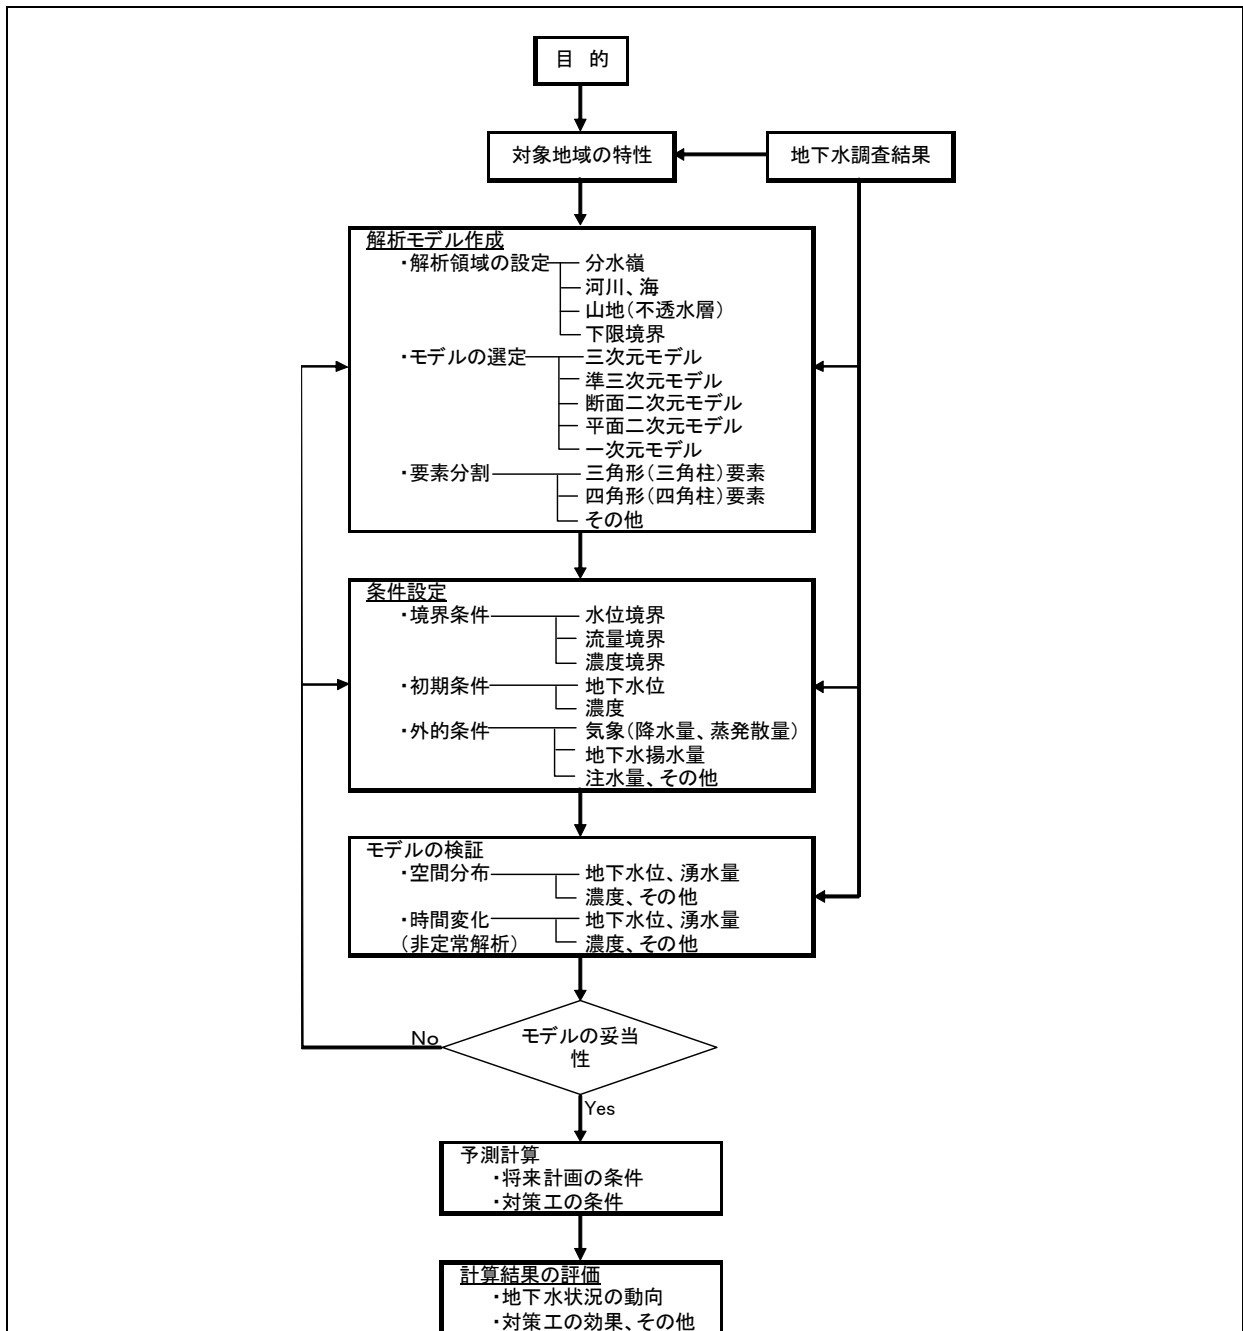 目 的
対象地域の特性
地下水調査結果
解析モデル作成
・解析領域の設定
分水嶺
河川、海
山地(不透水層)
下限境界
・モデルの選定
三次元モデル
準三次元モデル
断面二次元モデル
平面二次元モデル
一次元モデル
・要素分割
三角形(三角柱)要素
四角形(四角柱)要素
その他
条件設定
・境界条件
水位境界
流量境界
濃度境界
・初期条件
地下水位
濃度
・外的条件
気象(降水量、蒸発散量)
地下水揚水量
注水量、その他
モデルの検証
・空間分布
地下水位、湧水量
濃度、その他
・時間変化
地下水位、湧水量
(非定常解析)
濃度、その他
モデルの妥当
性
No
Yes
予測計算
・将来計画の条件
・対策工の条件
計算結果の評価
・地下水状況の動向
・対策工の効果、その他